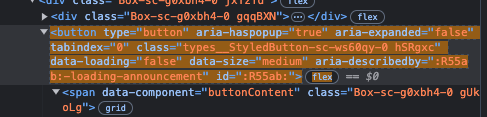 <div class="Box-sc-g0xbh4-0 jxfzfd">
<div class="Box-sc-g0xbh4-0 gqqBXN">⋯</div> flex
<button type="button" aria-haspopup="true" aria-expanded="false"
tabindex="0" class="types__StyledButton-sc-ws60qy-0 hSRgxc"
data-loading="false" data-size="medium" aria-describedby=":R55a
b:-loading-announcement" id=":R55ab:"> flex == $0
<span data-component="buttonContent" class="Box-sc-g0xbh4-0 gUk
oLg"> grid